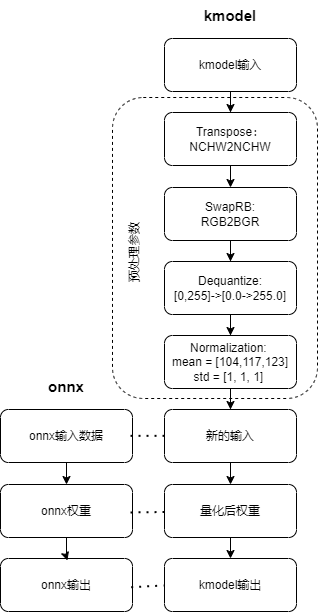 kmodel
kmodel输入
Transpose：
NCHW2NCHW
SwapRB:
RGB2BGR
预处理参数
Dequantize:
[0,255]->[0.0->255.0]
Normalization:
mean = [104,117,123]
std = [1, 1, 1]
onnx
onnx输入数据
新的输入
onnx权重
量化后权重
onnx输出
kmodel输出